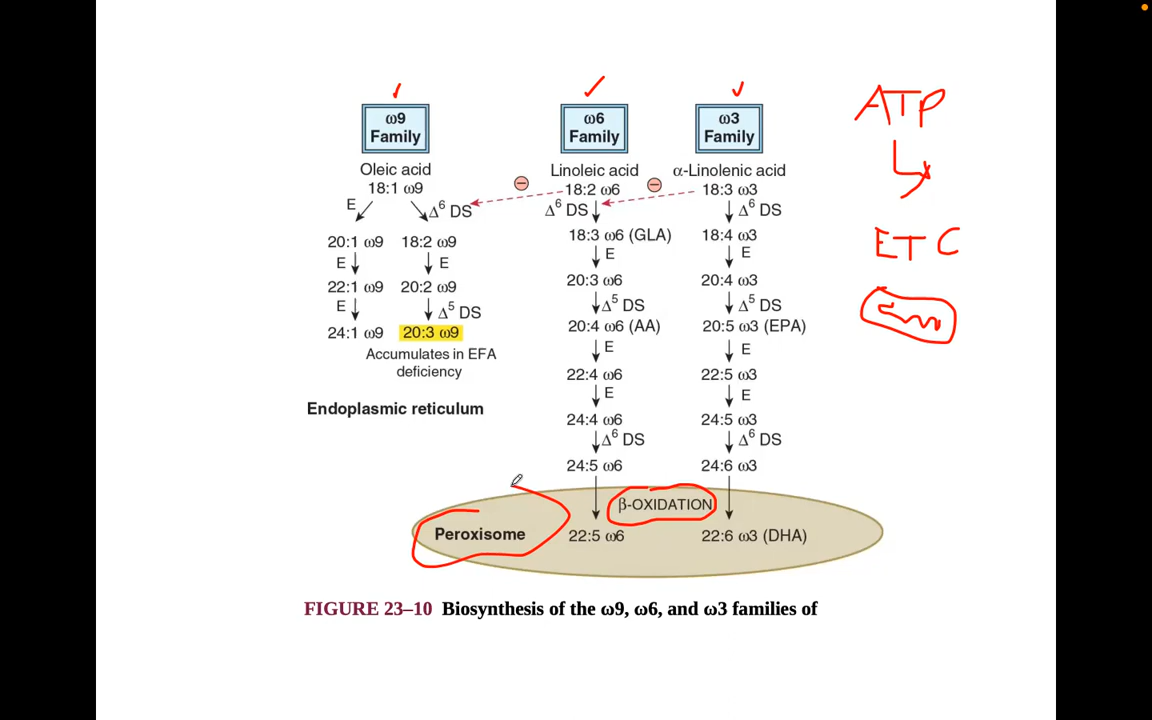 ω9 Family
ω6 Family
ω3 Family
ATP
Oleic acid
Linoleic acid
α-Linolenic acid
18:1 ω9
⊖
18:2 ω6
⊖
18:3 ω3
E
Δ6 DS
Δ6 DS
Δ6 DS
20:1 ω9
18:2 ω9
18:3 ω6 (GLA)
18:4 ω3
ETC
E
E
E
E
22:1 ω9
20:2 ω9
20:3 ω6
20:4 ω3
E
Δ5 DS
Δ5 DS
Δ5 DS
24:1 ω9
20:3 ω9
20:4 ω6 (AA)
20:5 ω3 (EPA)
Accumulates in EFA
deficiency
E
E
22:4 ω6
22:5 ω3
E
E
Endoplasmic reticulum
24:4 ω6
24:5 ω3
Δ6 DS
Δ6 DS
24:5 ω6
24:6 ω3
β-OXIDATION
Peroxisome
22:5 ω6
22:6 ω3 (DHA)
FIGURE 23–10 Biosynthesis of the ω9, ω6, and ω3 families of